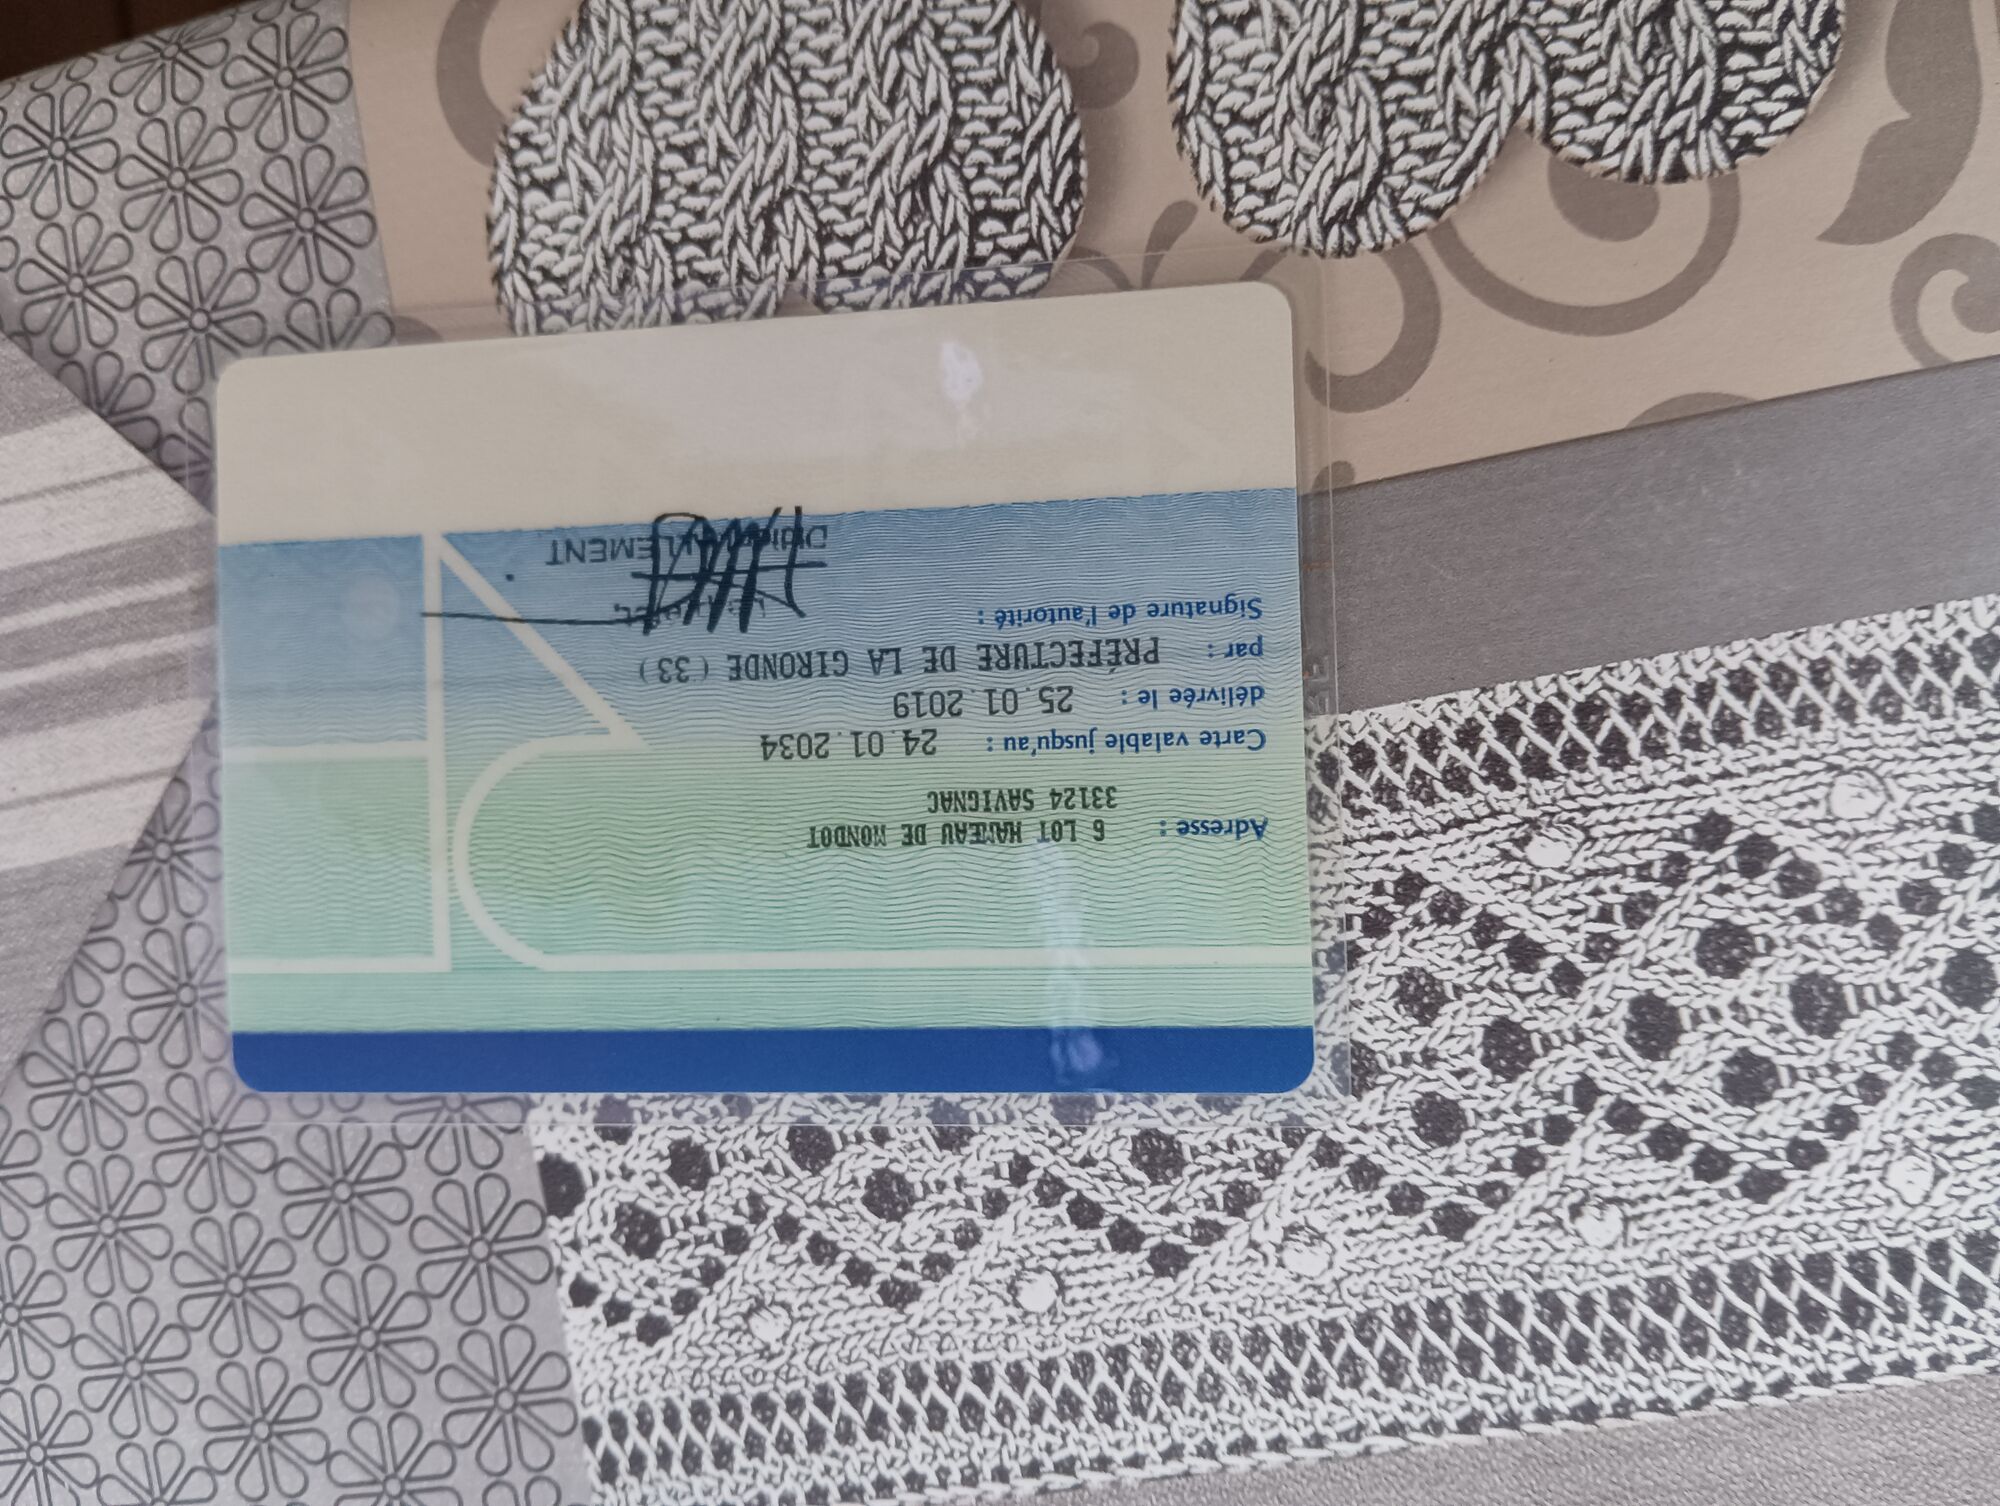 Adresse : 6 LOT HAMEAU DE MONDOT
33124 SAVIGNAC
Carte valable jusqu'au : 24.01.2034
délivrée le : 25.01.2019
par : PRÉFECTURE DE LA GIRONDE (33)
Signature de l'autorité :